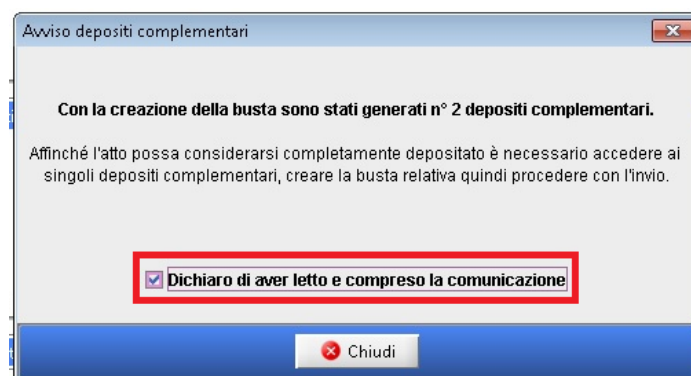 Avviso depositi complementari
Con la creazione della busta sono stati generati n° 2 depositi complementari.
Affinché l'atto possa considerarsi completamente depositato è necessario accedere ai
singoli depositi complementari, creare la busta relativa quindi procedere con l'invio.
Dichiaro di aver letto e compreso la comunicazione
Chiudi